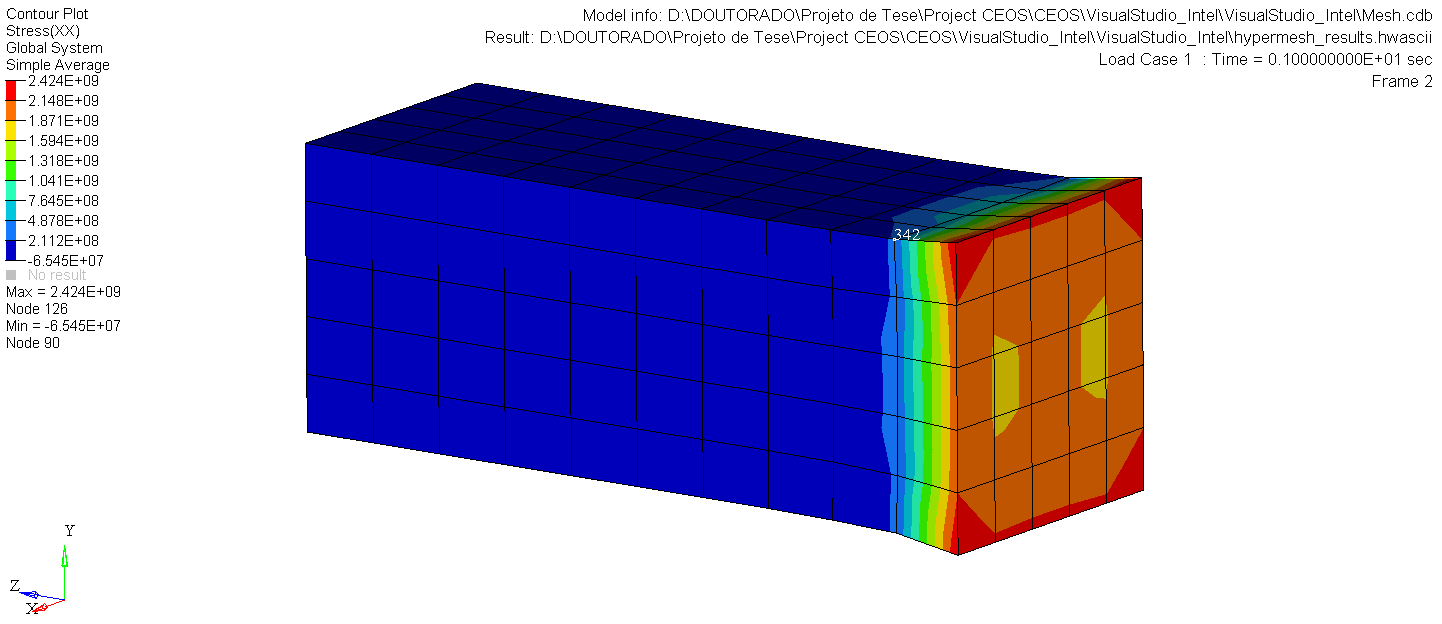 Contour Plot
Stress(XX)
Global System
Simple Average
2.424E+09
2.148E+09
1.871E+09
1.594E+09
1.318E+09
1.041E+09
7.645E+08
4.878E+08
2.112E+08
-6.545E+07
No result
Max = 2.424E+09
Node 126
Min = -6.545E+07
Node 90
Model info: D:\DOUTORADO\Projeto de Tese\Project CEOS\CEOS\VisualStudio_Intel\VisualStudio_Intel\Mesh.cdb
Result: D:\DOUTORADO\Projeto de Tese\Project CEOS\CEOS\VisualStudio_Intel\VisualStudio_Intel\hypermesh_results.hwascii
Load Case 1 : Time = 0.100000000E+01 sec
Frame 2
342
Y
Z
X